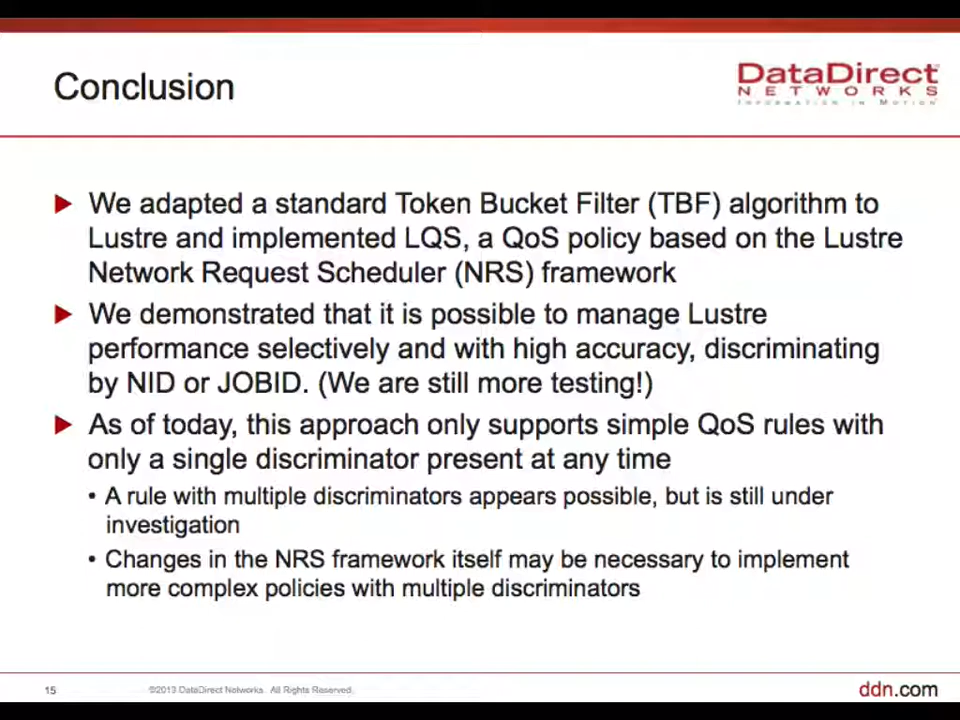 Conclusion
DataDirect
NETWORKS
INFORMATION IN MOTION
We adapted a standard Token Bucket Filter (TBF) algorithm to
Lustre and implemented LQS, a QoS policy based on the Lustre
Network Request Scheduler (NRS) framework
We demonstrated that it is possible to manage Lustre
performance selectively and with high accuracy, discriminating
by NID or JOBID. (We are still more testing!)
As of today, this approach only supports simple QoS rules with
only a single discriminator present at any time
• A rule with multiple discriminators appears possible, but is still under
investigation
• Changes in the NRS framework itself may be necessary to implement
more complex policies with multiple discriminators
15
©2013 DataDirect Networks. All Rights Reserved.
ddn.com